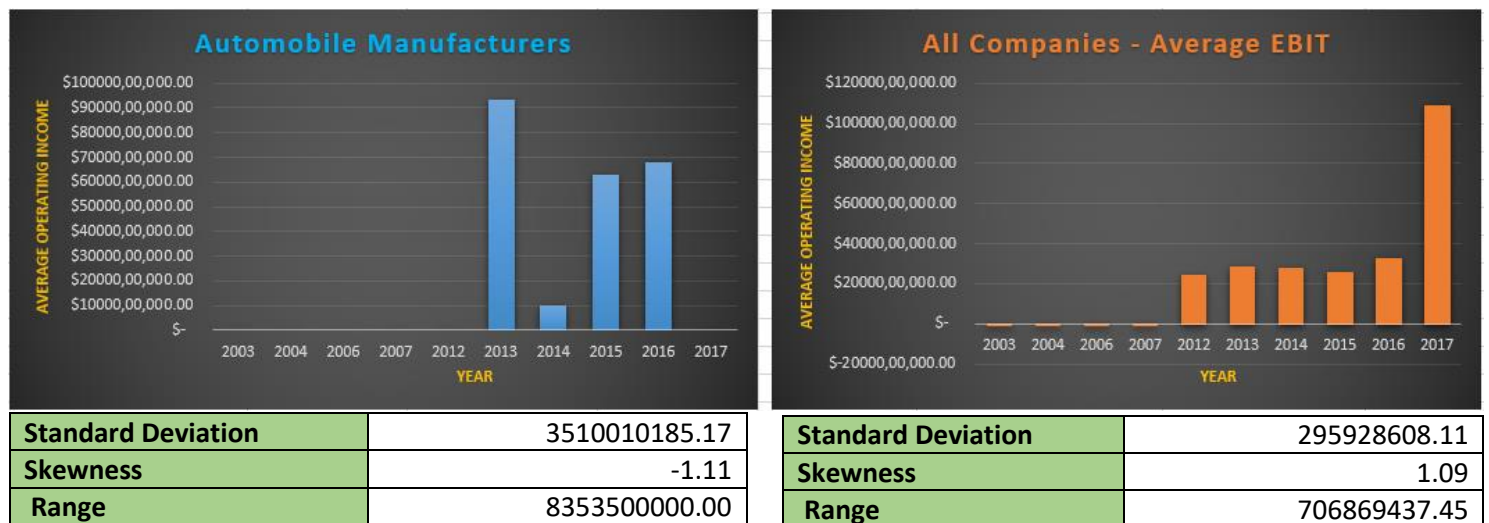 Automobile Manufacturers
AVERAGE OPERATING INCOME
$100000,00,000.00
$90000,00,000.00
$80000,00,000.00
$70000,00,000.00
$60000,00,000.00
$50000,00,000.00
$40000,00,000.00
$30000,00,000.00
$20000,00,000.00
$10000,00,000.00
$-
2003 2004 2006 2007 2012 2013 2014 2015 2016 2017
YEAR
All Companies - Average EBIT
AVERAGE OPERATING INCOME
$120000,00,000.00
$100000,00,000.00
$80000,00,000.00
$60000,00,000.00
$40000,00,000.00
$20000,00,000.00
$-
$-20000,00,000.00
2003 2004 2006 2007 2012 2013 2014 2015 2016 2017
YEAR
Standard Deviation 3510010185.17
Skewness -1.11
Range 8353500000.00
Standard Deviation 295928608.11
Skewness 1.09
Range 706869437.45